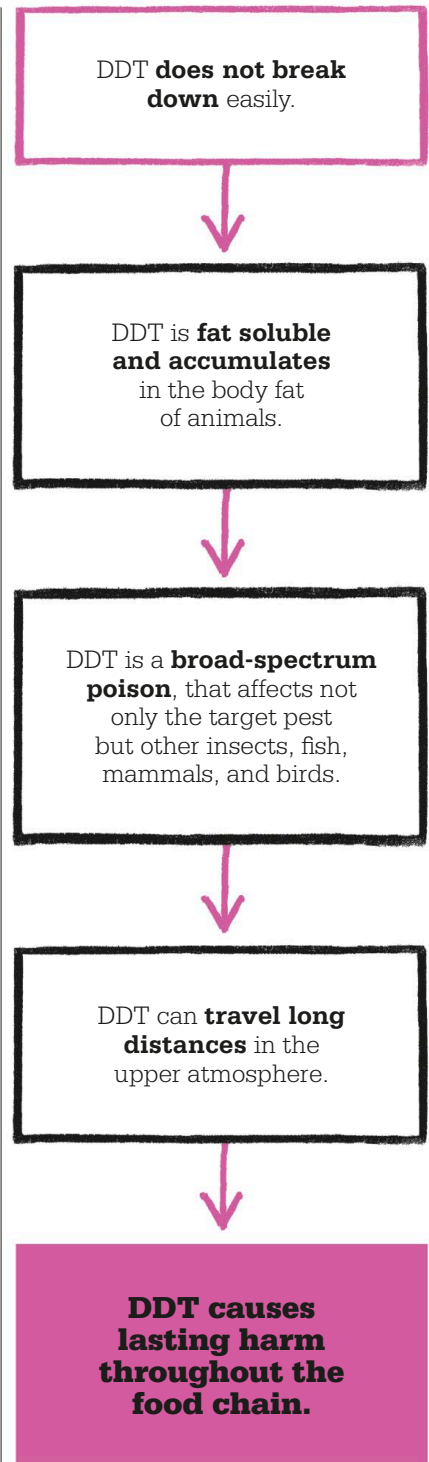 DDT does not break
down easily.
DDT is fat soluble
and accumulates
in the body fat
of animals.
DDT is a broad-spectrum
poison, that affects not
only the target pest
but other insects, fish,
mammals, and birds.
DDT can travel long
distances in the
upper atmosphere.
DDT causes
lasting harm
throughout the
food chain.